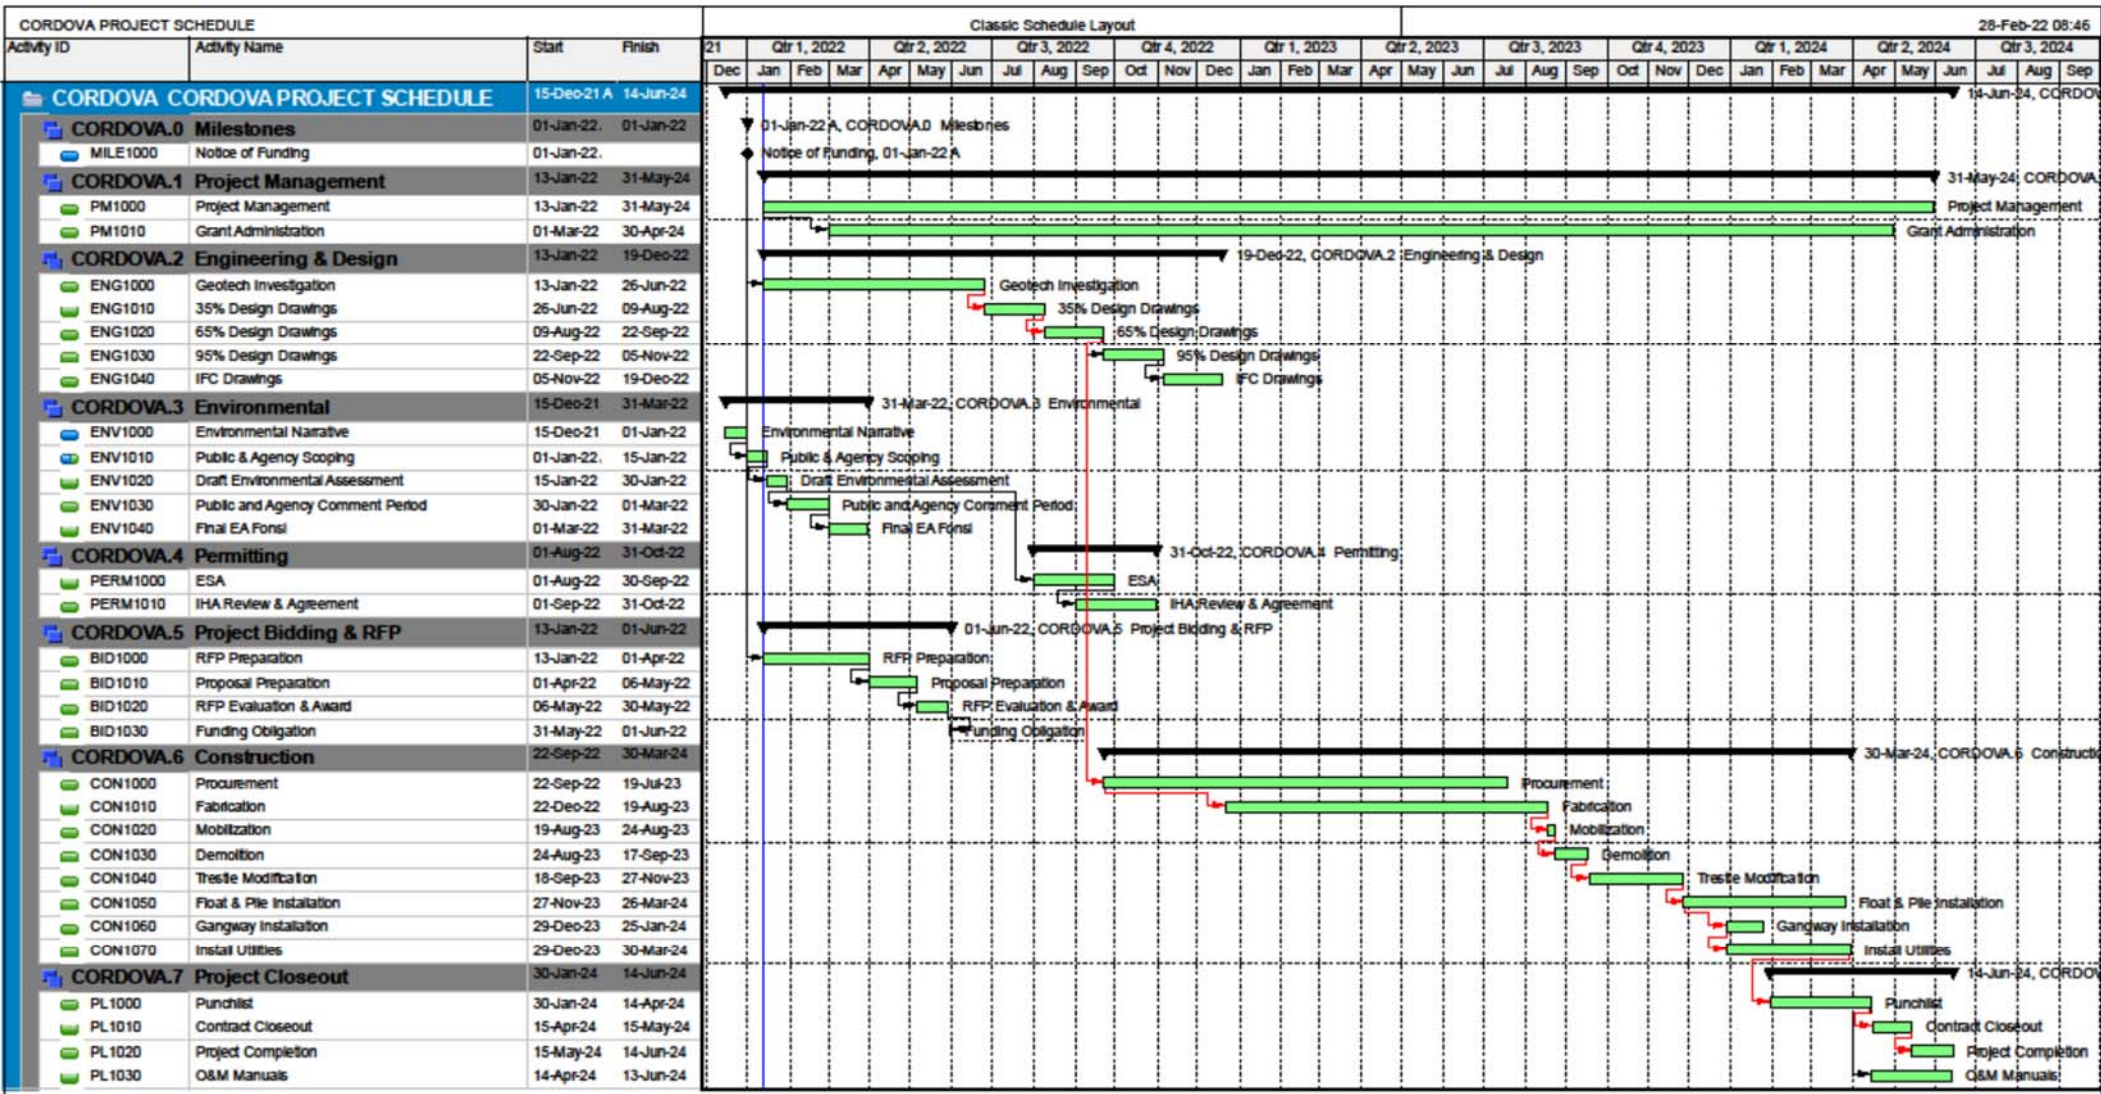 CORDOVA PROJECT SCHEDULE Classic Schedule Layout 28-Feb-22 08:46
Activity ID Activity Name Start Finish 21 Qtr 1, 2022 Qtr 2, 2022 Qtr 3, 2022 Qtr 4, 2022 Qtr 1, 2023 Qtr 2, 2023 Qtr 3, 2023 Qtr 4, 2023 Qtr 1, 2024 Qtr 2, 2024 Qtr 3, 2024
Dec Jan Feb Mar Apr May Jun Jul Aug Sep Oct Nov Dec Jan Feb Mar Apr May Jun Jul Aug Sep Oct Nov Dec Jan Feb Mar Apr May Jun Jul Aug Sep
CORDOVA CORDOVA PROJECT SCHEDULE 15-Dec-21 A 14-Jun-24 14-Jun-24, CORDOV
CORDOVA.0 Milestones 01-Jan-22. 01-Jan-22 01-Jan-22 A, CORDOVA.0 Milestones
MILE1000 Notice of Funding 01-Jan-22. Notice of Funding, 01-Jan-22 A
CORDOVA.1 Project Management 13-Jan-22 31-May-24 31-May-24, CORDOVA.
PM1000 Project Management 13-Jan-22 31-May-24 Project Management
PM1010 Grant Administration 01-Mar-22 30-Apr-24 Grant Administration
CORDOVA.2 Engineering & Design 13-Jan-22 19-Dec-22 19-Dec-22, CORDOVA.2 Engineering & Design
ENG1000 Geotech Investigation 13-Jan-22 26-Jun-22 Geotech Investigation
ENG1010 35% Design Drawings 26-Jun-22 09-Aug-22 35% Design Drawings
ENG1020 65% Design Drawings 09-Aug-22 22-Sep-22 65% Design Drawings
ENG1030 95% Design Drawings 22-Sep-22 05-Nov-22 95% Design Drawings
ENG1040 IFC Drawings 05-Nov-22 19-Dec-22 IFC Drawings
CORDOVA.3 Environmental 15-Dec-21 31-Mar-22 31-Mar-22, CORDOVA.3 Environmental
ENV1000 Environmental Narrative 15-Dec-21 01-Jan-22 Environmental Narrative
ENV1010 Public & Agency Scoping 01-Jan-22. 15-Jan-22 Public & Agency Scoping
ENV1020 Draft Environmental Assessment 15-Jan-22 30-Jan-22 Draft Environmental Assessment
ENV1030 Public and Agency Comment Period 30-Jan-22 01-Mar-22 Public and Agency Comment Period
ENV1040 Final EA Fonsi 01-Mar-22 31-Mar-22 Final EA Fonsi
CORDOVA.4 Permitting 01-Aug-22 31-Oct-22 31-Oct-22, CORDOVA.4 Permitting
PERM1000 ESA 01-Aug-22 30-Sep-22 ESA
PERM1010 IHA Review & Agreement 01-Sep-22 31-Oct-22 IHA Review & Agreement
CORDOVA.5 Project Bidding & RFP 13-Jan-22 01-Jun-22 01-Jun-22, CORDOVA.5 Project Bidding & RFP
BID1000 RFP Preparation 13-Jan-22 01-Apr-22 RFP Preparation
BID1010 Proposal Preparation 01-Apr-22 06-May-22 Proposal Preparation
BID1020 RFP Evaluation & Award 06-May-22 30-May-22 RFP Evaluation & Award
BID1030 Funding Obligation 31-May-22 01-Jun-22 Funding Obligation
CORDOVA.6 Construction 22-Sep-22 30-Mar-24 30-Mar-24, CORDOVA.6 Constructi
CON1000 Procurement 22-Sep-22 19-Jul-23 Procurement
CON1010 Fabrication 22-Dec-22 19-Aug-23 Fabrication
CON1020 Mobilization 19-Aug-23 24-Aug-23 Mobilization
CON1030 Demolition 24-Aug-23 17-Sep-23 Demolition
CON1040 Trestle Modification 18-Sep-23 27-Nov-23 Trestle Modification
CON1050 Float & Pile Installation 27-Nov-23 26-Mar-24 Float & Pile Installation
CON1060 Gangway Installation 29-Dec-23 25-Jan-24 Gangway Installation
CON1070 Install Utilities 29-Dec-23 30-Mar-24 Install Utilities
CORDOVA.7 Project Closeout 30-Jan-24 14-Jun-24 14-Jun-24, CORDOV
PL1000 Punchlist 30-Jan-24 14-Apr-24 Punchlist
PL1010 Contract Closeout 15-Apr-24 15-May-24 Contract Closeout
PL1020 Project Completion 15-May-24 14-Jun-24 Project Completion
PL1030 O&M Manuals 14-Apr-24 13-Jun-24 O&M Manuals